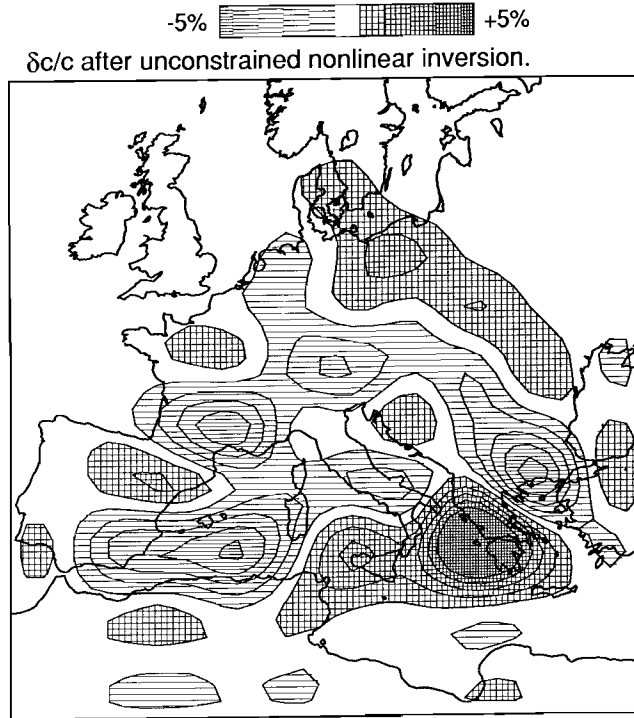 -5% +5%
δc/c after unconstrained nonlinear inversion.